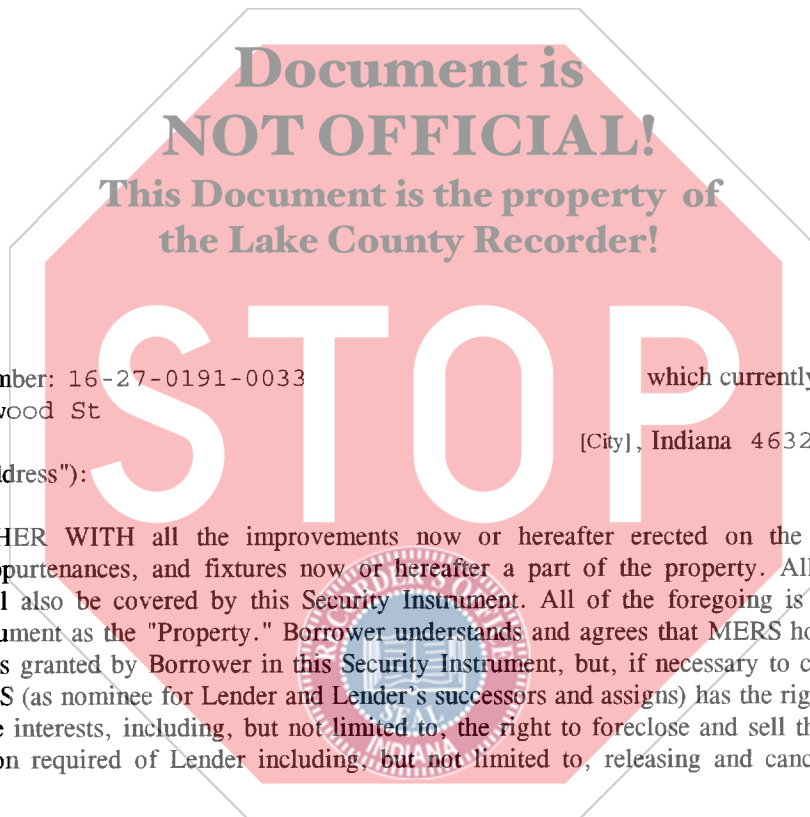 Document is
NOT OFFICIAL!
This Document is the property of
the Lake County Recorder!
STOP
mber: 16-27-0191-0033 which currently
wood St
[City], Indiana 4632
ddress"):
HER WITH all the improvements now or hereafter erected on the
ppurtenances, and fixtures now or hereafter a part of the property. All
l also be covered by this Security Instrument. All of the foregoing is
ument as the "Property." Borrower understands and agrees that MERS ho
s granted by Borrower in this Security Instrument, but, if necessary to c
S (as nominee for Lender and Lender's successors and assigns) has the rig
e interests, including, but not limited to, the right to foreclose and sell th
on required of Lender including, but not limited to, releasing and canc
RECORDER'S OFFICE
SEAL
INDIANA